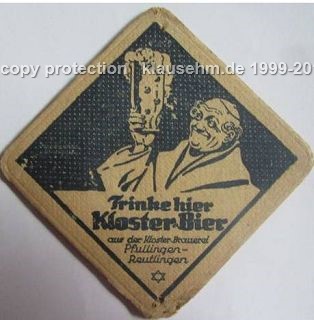 copy protection klausehm.de 1999-20
Trinke hier
Kloster-Bier
aus der Kloster-Brauerei
Pfullingen-
Reutlingen